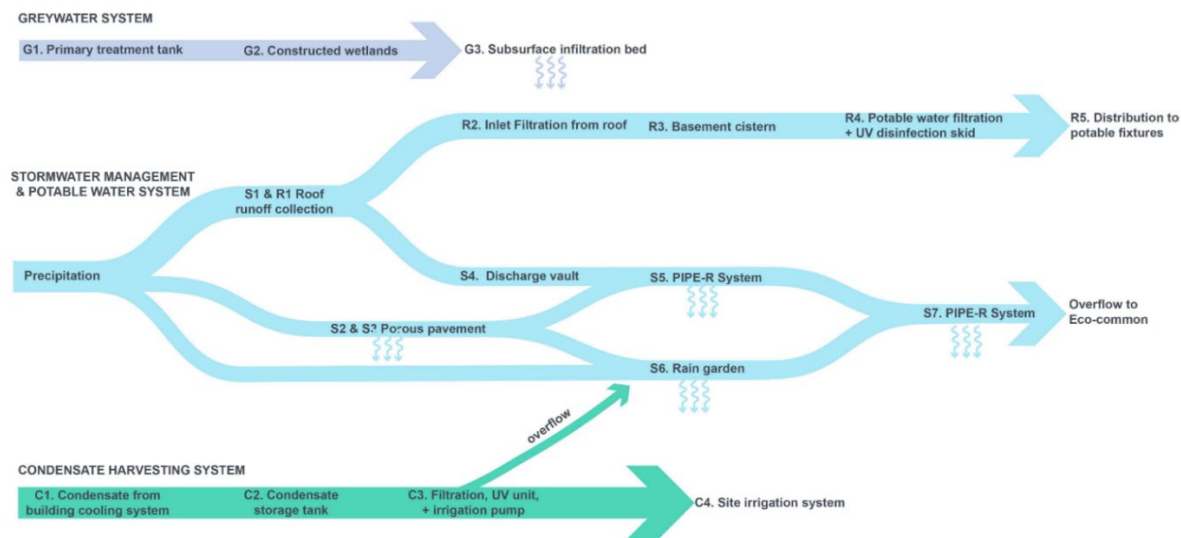 GREYWATER SYSTEM
G1. Primary treatment tank
G2. Constructed wetlands
G3. Subsurface infiltration bed
R2. Inlet Filtration from roof
R3. Basement cistern
R4. Potable water filtration
+ UV disinfection skid
R5. Distribution to
potable fixtures
STORMWATER MANAGEMENT
& POTABLE WATER SYSTEM
S1 & R1 Roof
runoff collection
Precipitation
S4. Discharge vault
S5. PIPE-R System
S2 & S3 Porous pavement
S7. PIPE-R System
Overflow to
Eco-common
S6. Rain garden
overflow
CONDENSATE HARVESTING SYSTEM
C1. Condensate from
building cooling system
C2. Condensate
storage tank
C3. Filtration, UV unit,
+ irrigation pump
C4. Site irrigation system